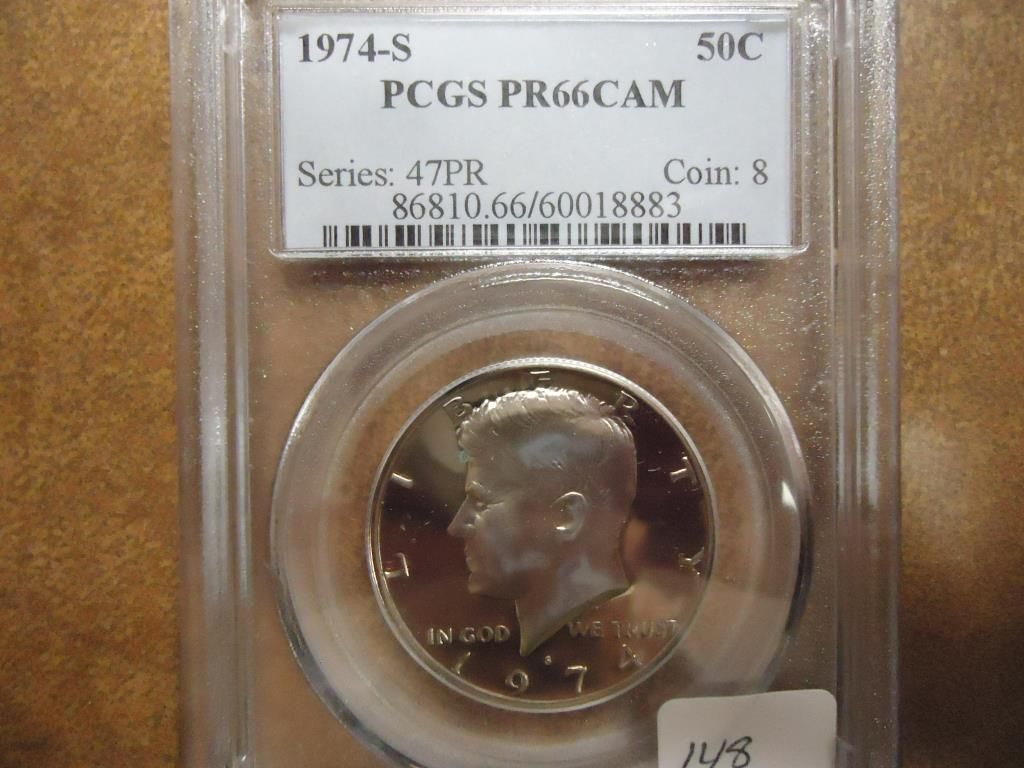 1974-S 50C
PCGS PR66CAM
Series: 47PR Coin: 8
86810.66/60018883
LIBERTY
IN GOD WE TRUST
S
1974
148